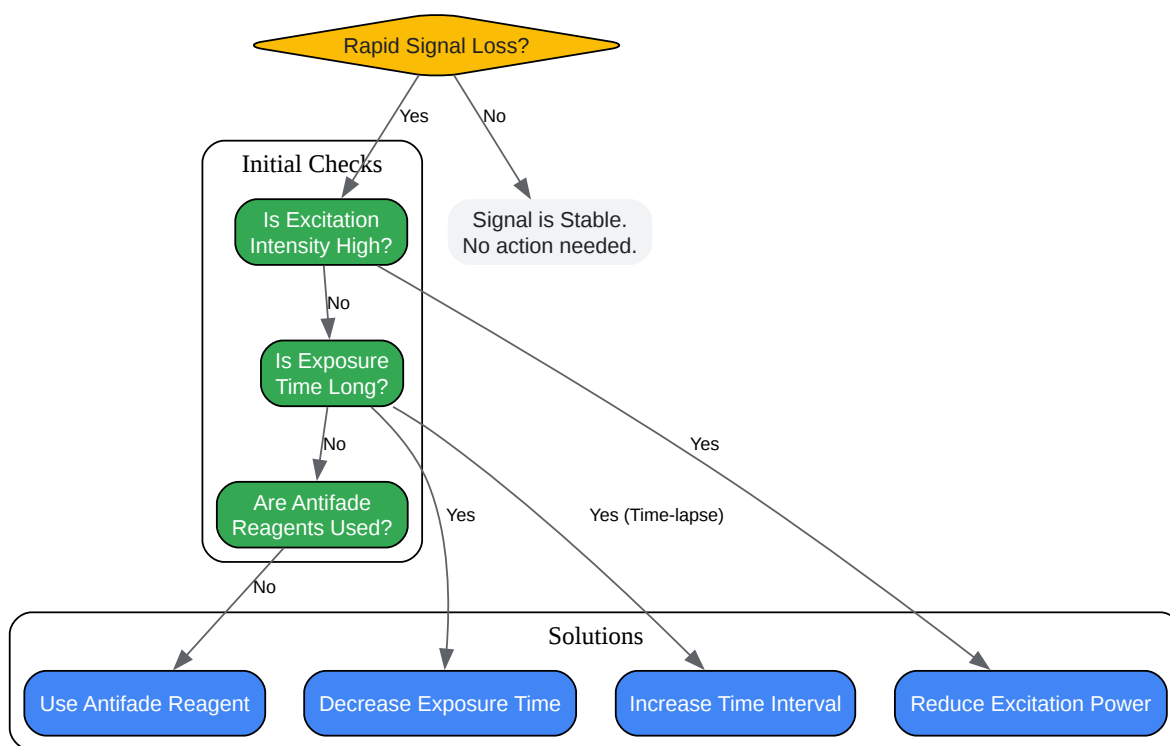 Rapid Signal Loss?
Yes
No
Initial Checks
Is Excitation
Intensity High?
Signal is Stable.
No action needed.
No
Is Exposure
Time Long?
Yes
No
Are Antifade
Reagents Used?
Yes
Yes (Time-lapse)
No
Solutions
Use Antifade Reagent
Decrease Exposure Time
Increase Time Interval
Reduce Excitation Power